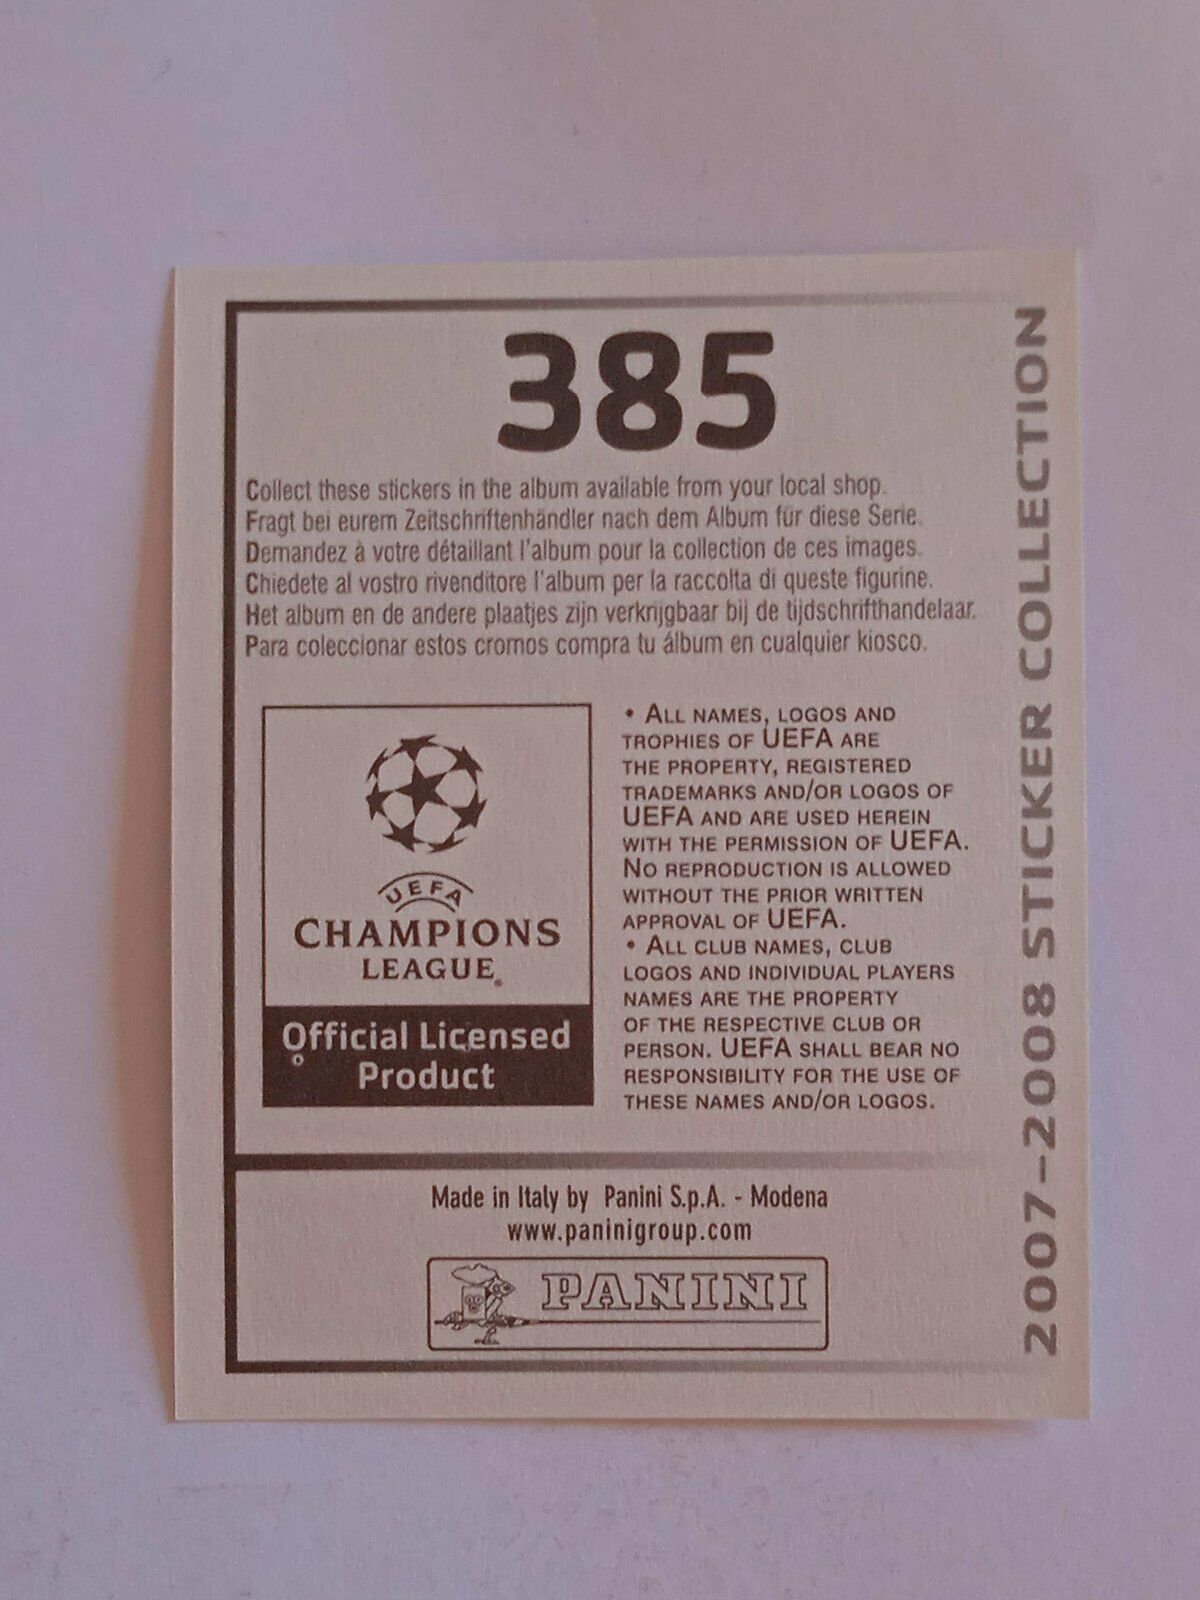 385
Collect these stickers in the album available from your local shop.
Fragt bei eurem Zeitschriftenhändler nach dem Album für diese Serie.
Demandez à votre détaillant l'album pour la collection de ces images.
Chiedete al vostro rivenditore l'album per la raccolta di queste figurine.
Het album en de andere plaatjes zijn verkrijgbaar bij de tijdschrifthandelaar.
Para coleccionar estos cromos compra tu álbum en cualquier kiosco.
UEFA
CHAMPIONS
LEAGUE®
Official Licensed
Product
• ALL NAMES, LOGOS AND
TROPHIES OF UEFA ARE
THE PROPERTY, REGISTERED
TRADEMARKS AND/OR LOGOS OF
UEFA AND ARE USED HEREIN
WITH THE PERMISSION OF UEFA.
NO REPRODUCTION IS ALLOWED
WITHOUT THE PRIOR WRITTEN
APPROVAL OF UEFA.
• ALL CLUB NAMES, CLUB
LOGOS AND INDIVIDUAL PLAYERS
NAMES ARE THE PROPERTY
OF THE RESPECTIVE CLUB OR
PERSON. UEFA SHALL BEAR NO
RESPONSIBILITY FOR THE USE OF
THESE NAMES AND/OR LOGOS.
Made in Italy by Panini S.p.A. - Modena
www.paninigroup.com
PANINI
2007-2008 STICKER COLLECTION